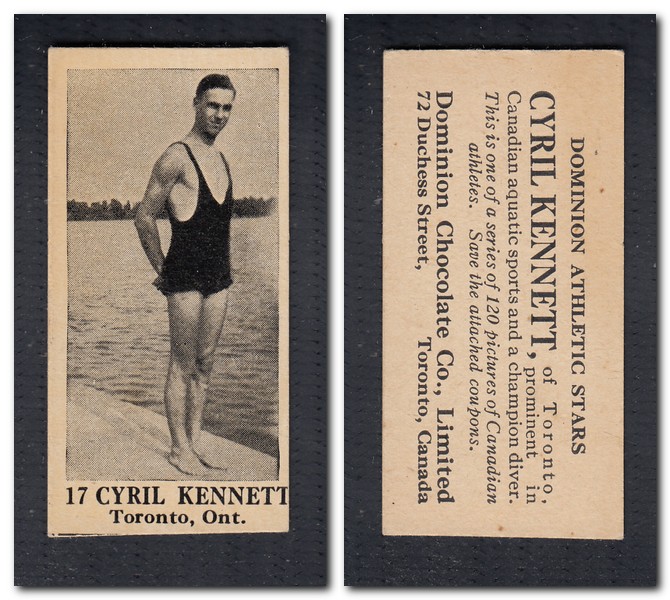 17 CYRIL KENNETT
Toronto, Ont.
DOMINION ATHLETIC STARS
CYRIL KENNETT, of Toronto, prominent in
Canadian aquatic sports and a champion diver.
This is one of a series of 120 pictures of Canadian
athletes. Save the attached coupons.
Dominion Chocolate Co., Limited
72 Duchess Street, Toronto, Canada